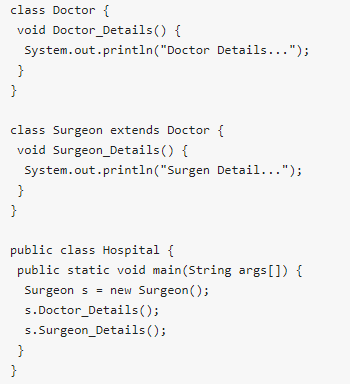 class Doctor {
 void Doctor_Details() {
  System.out.println("Doctor Details...");
 }
}

class Surgeon extends Doctor {
 void Surgeon_Details() {
  System.out.println("Surgen Detail...");
 }
}

public class Hospital {
 public static void main(String args[]) {
  Surgeon s = new Surgeon();
  s.Doctor_Details();
  s.Surgeon_Details();
 }
}